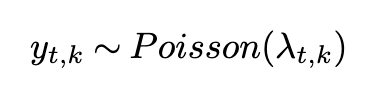 y_{t,k} ∼ Poisson(λ_{t,k})